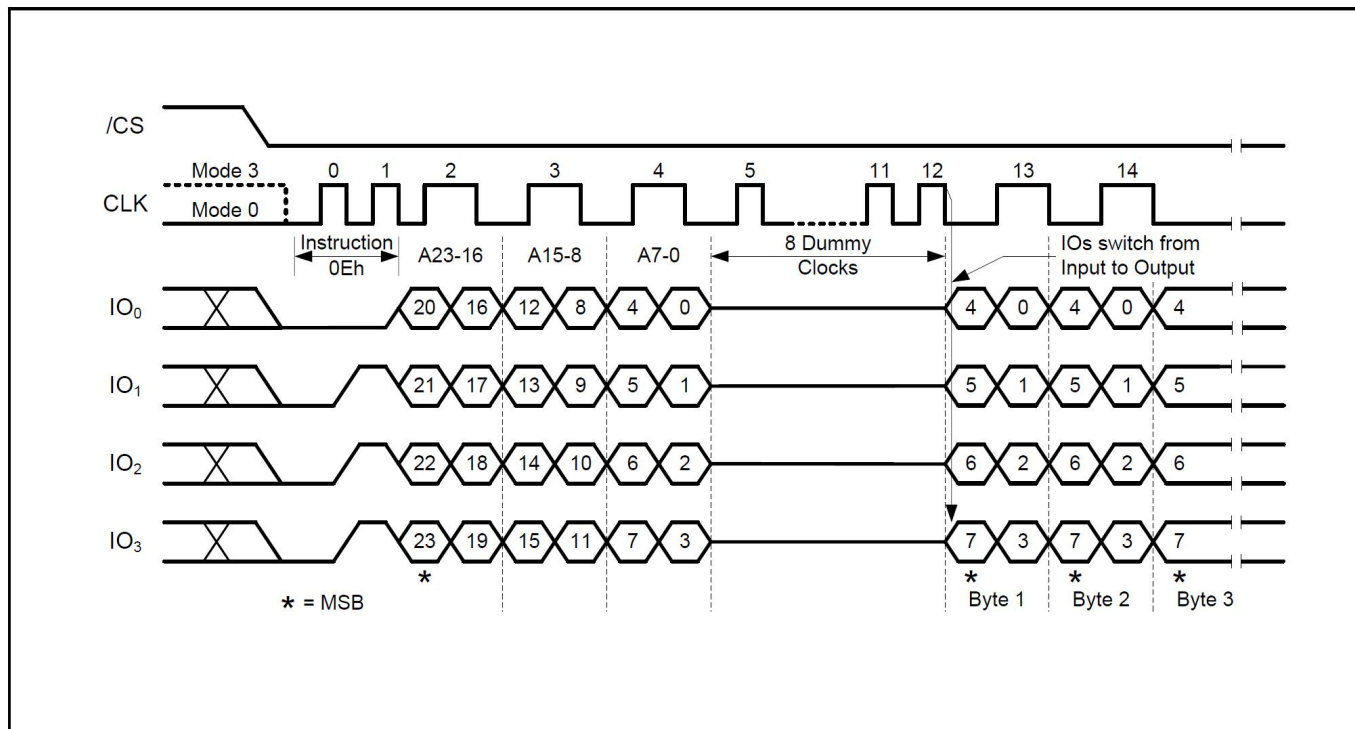 /CS
Mode 3 0 1 2 3 4 5 11 12 13 14
CLK
Mode 0
Instruction 0Eh
A23-16 A15-8 A7-0
8 Dummy Clocks
IOs switch from Input to Output
IO₀ 20 16 12 8 4 0 4 0 4 0 4
IO₁ 21 17 13 9 5 1 5 1 5 1 5
IO₂ 22 18 14 10 6 2 6 2 6 2 6
IO₃ 23 19 15 11 7 3 7 3 7 3 7
* * * *
* = MSB
Byte 1 Byte 2 Byte 3